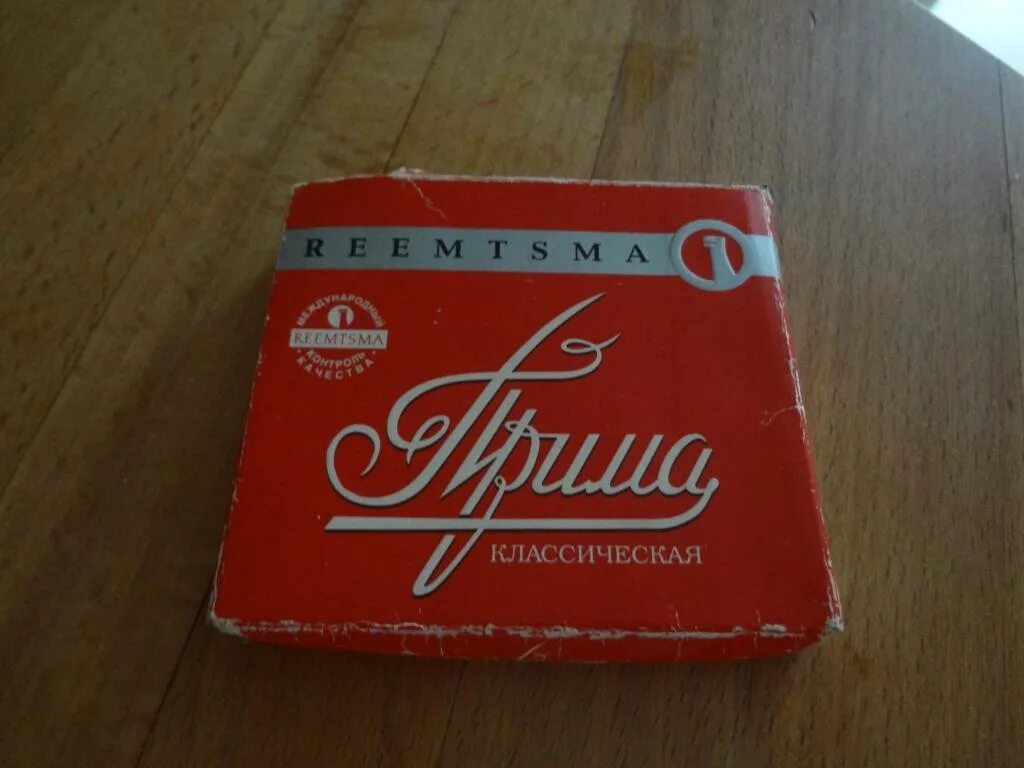 REEMTSMA
МЕЖДУНАРОДНЫЙ
REEMTSMA
КОНТРОЛЬ
КАЧЕСТВА
Прима
КЛАССИЧЕСКАЯ